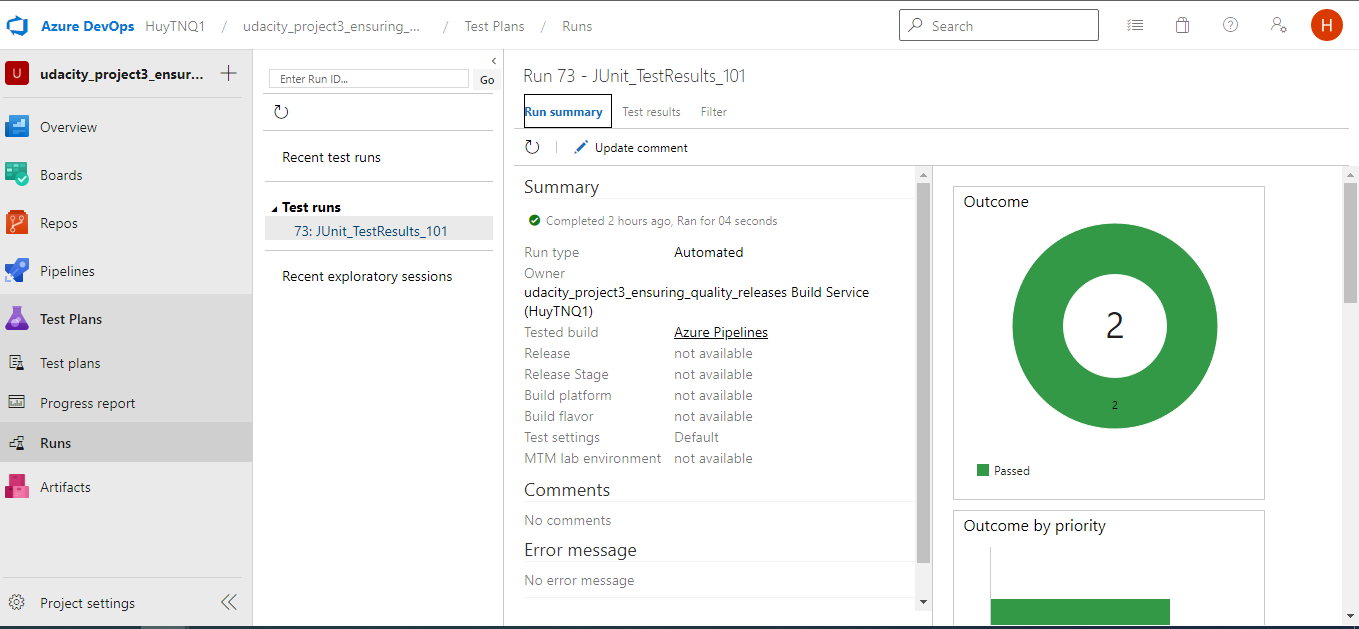 Azure DevOps HuyTNQ1 / udacity_project3_ensuring_... / Test Plans / Runs
Search
H
U udacity_project3_ensur...
Overview
Boards
Repos
Pipelines
Test Plans
Test plans
Progress report
Runs
Artifacts
Project settings
Enter Run ID...
Go
Recent test runs
Test runs
73: JUnit_TestResults_101
Recent exploratory sessions
Run 73 - JUnit_TestResults_101
Run summary Test results Filter
Update comment
Summary
Completed 2 hours ago, Ran for 04 seconds
Run type Automated
Owner
udacity_project3_ensuring_quality_releases Build Service
(HuyTNQ1)
Tested build Azure Pipelines
Release not available
Release Stage not available
Build platform not available
Build flavor not available
Test settings Default
MTM lab environment not available
Comments
No comments
Error message
No error message
Outcome
2
2
Passed
Outcome by priority